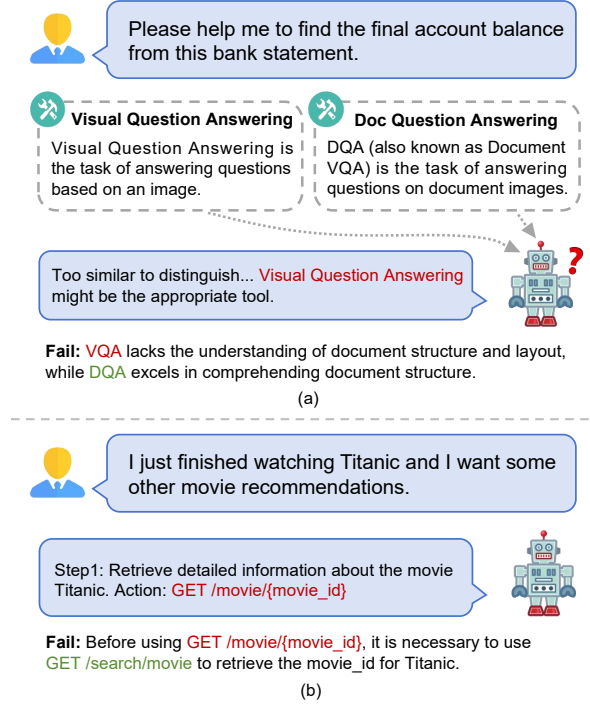 Please help me to find the final account balance
from this bank statement.
Visual Question Answering
Visual Question Answering is
the task of answering questions
based on an image.
Doc Question Answering
DQA (also known as Document
VQA) is the task of answering
questions on document images.
?
Too similar to distinguish... Visual Question Answering
might be the appropriate tool.
Fail: VQA lacks the understanding of document structure and layout,
while DQA excels in comprehending document structure.
(a)
I just finished watching Titanic and I want some
other movie recommendations.
Step1: Retrieve detailed information about the movie
Titanic. Action: GET /movie/{movie_id}
Fail: Before using GET /movie/{movie_id}, it is necessary to use
GET /search/movie to retrieve the movie_id for Titanic.
(b)